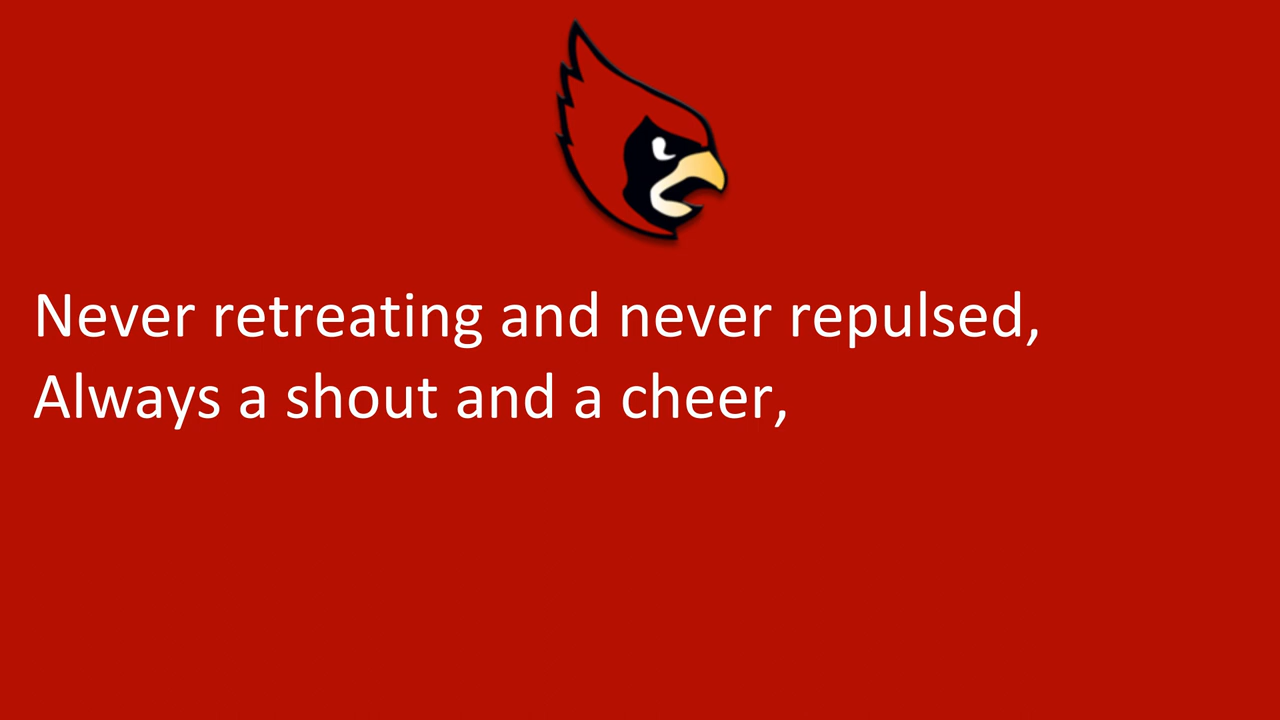 Never retreating and never repulsed,
Always a shout and a cheer,